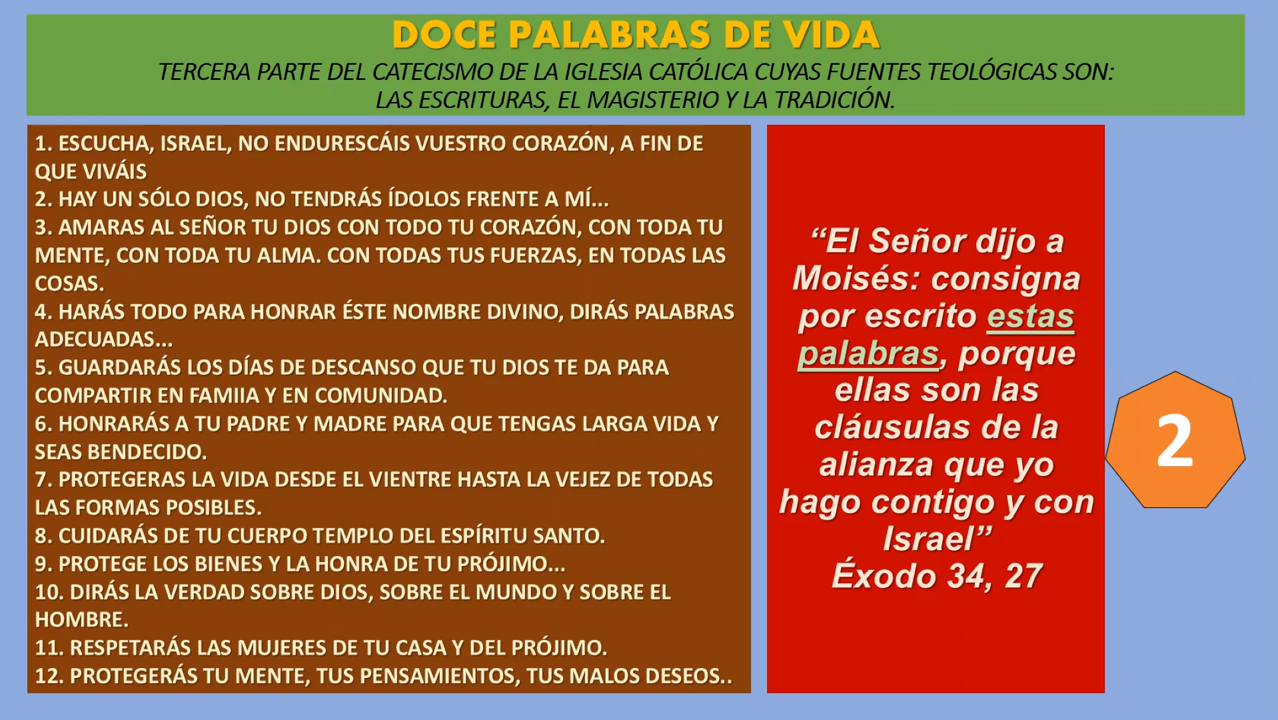 DOCE PALABRAS DE VIDA
TERCERA PARTE DEL CATECISMO DE LA IGLESIA CATÓLICA CUYAS FUENTES TEOLÓGICAS SON:
LAS ESCRITURAS, EL MAGISTERIO Y LA TRADICIÓN.
1. ESCUCHA, ISRAEL, NO ENDURESCÁIS VUESTRO CORAZÓN, A FIN DE
QUE VIVÁIS
2. HAY UN SÓLO DIOS, NO TENDRÁS ÍDOLOS FRENTE A MÍ...
3. AMARAS AL SEÑOR TU DIOS CON TODO TU CORAZÓN, CON TODA TU
MENTE, CON TODA TU ALMA. CON TODAS TUS FUERZAS, EN TODAS LAS
COSAS.
4. HARÁS TODO PARA HONRAR ÉSTE NOMBRE DIVINO, DIRÁS PALABRAS
ADECUADAS...
5. GUARDARÁS LOS DÍAS DE DESCANSO QUE TU DIOS TE DA PARA
COMPARTIR EN FAMIIA Y EN COMUNIDAD.
6. HONRARÁS A TU PADRE Y MADRE PARA QUE TENGAS LARGA VIDA Y
SEAS BENDECIDO.
7. PROTEGERAS LA VIDA DESDE EL VIENTRE HASTA LA VEJEZ DE TODAS
LAS FORMAS POSIBLES.
8. CUIDARÁS DE TU CUERPO TEMPLO DEL ESPÍRITU SANTO.
9. PROTEGE LOS BIENES Y LA HONRA DE TU PRÓJIMO...
10. DIRÁS LA VERDAD SOBRE DIOS, SOBRE EL MUNDO Y SOBRE EL
HOMBRE.
11. RESPETARÁS LAS MUJERES DE TU CASA Y DEL PRÓJIMO.
12. PROTEGERÁS TU MENTE, TUS PENSAMIENTOS, TUS MALOS DESEOS..
“El Señor dijo a
Moisés: consigna
por escrito estas
palabras, porque
ellas son las
cláusulas de la
alianza que yo
hago contigo y con
Israel”
Éxodo 34, 27
2